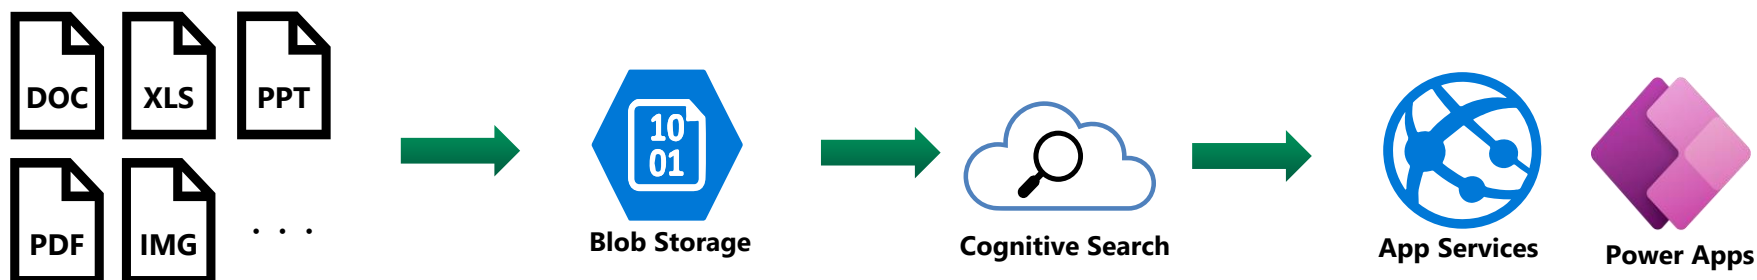 DOC XLS PPT
PDF IMG . . .
10
01
Blob Storage
Cognitive Search
App Services
Power Apps